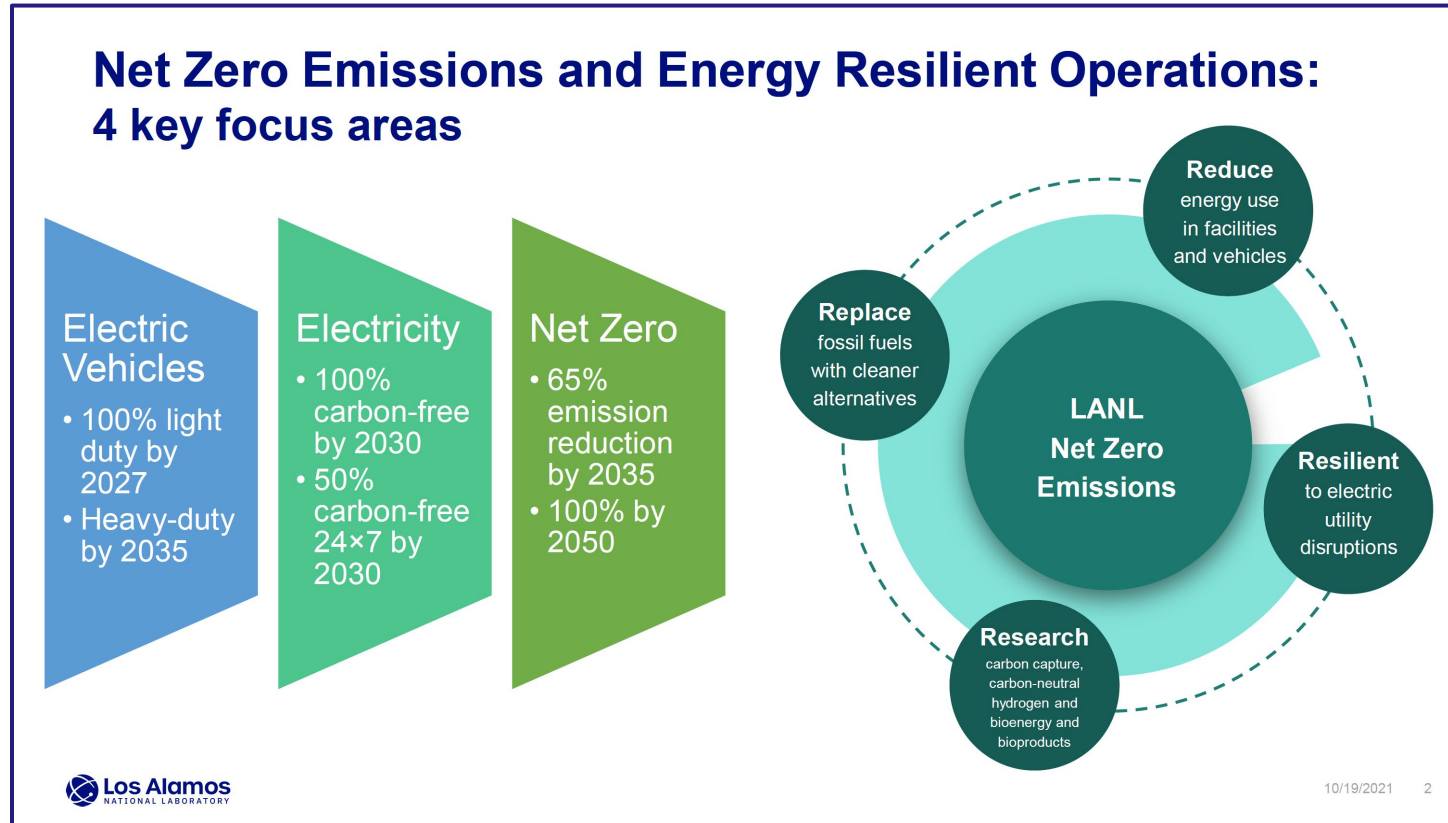 Net Zero Emissions and Energy Resilient Operations:
4 key focus areas
Electric
Vehicles
• 100% light
duty by
2027
• Heavy-duty
by 2035
Electricity
• 100%
carbon-free
by 2030
• 50%
carbon-free
24×7 by
2030
Net Zero
• 65%
emission
reduction
by 2035
• 100% by
2050
Reduce
energy use
in facilities
and vehicles
Replace
fossil fuels
with cleaner
alternatives
LANL
Net Zero
Emissions
Resilient
to electric
utility
disruptions
Research
carbon capture,
carbon-neutral
hydrogen and
bioenergy and
bioproducts
Los Alamos
NATIONAL LABORATORY
10/19/2021 2